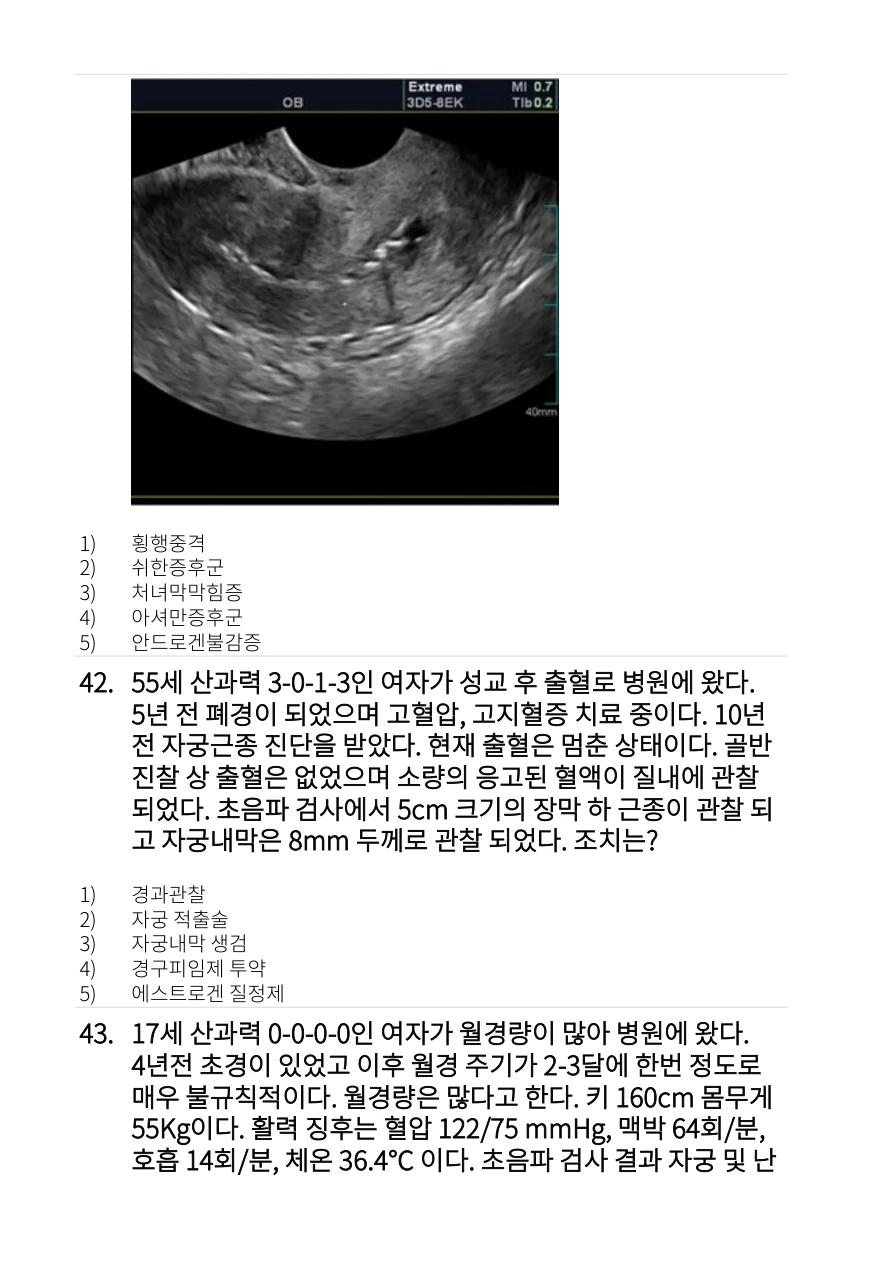 Extreme MI 0.7
OB 3D5-8EK TIb0.2
40mm
1) 횡행중격
2) 쉬한증후군
3) 처녀막막힘증
4) 아셔만증후군
5) 안드로겐불감증
42. 55세 산과력 3-0-1-3인 여자가 성교 후 출혈로 병원에 왔다.
5년 전 폐경이 되었으며 고혈압, 고지혈증 치료 중이다. 10년
전 자궁근종 진단을 받았다. 현재 출혈은 멈춘 상태이다. 골반
진찰 상 출혈은 없었으며 소량의 응고된 혈액이 질내에 관찰
되었다. 초음파 검사에서 5cm 크기의 장막 하 근종이 관찰 되
고 자궁내막은 8mm 두께로 관찰 되었다. 조치는?
1) 경과관찰
2) 자궁 적출술
3) 자궁내막 생검
4) 경구피임제 투약
5) 에스트로겐 질정제
43. 17세 산과력 0-0-0-0인 여자가 월경량이 많아 병원에 왔다.
4년전 초경이 있었고 이후 월경 주기가 2-3달에 한번 정도로
매우 불규칙적이다. 월경량은 많다고 한다. 키 160cm 몸무게
55Kg이다. 활력 징후는 혈압 122/75 mmHg, 맥박 64회/분,
호흡 14회/분, 체온 36.4°C 이다. 초음파 검사 결과 자궁 및 난